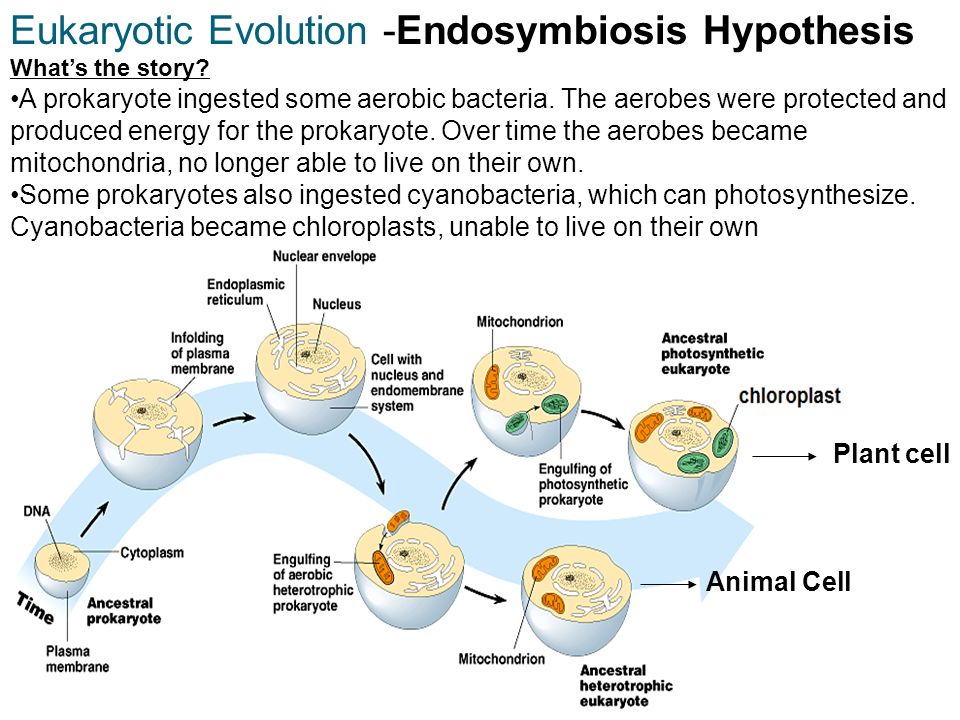 Eukaryotic Evolution -Endosymbiosis Hypothesis
What's the story?
•A prokaryote ingested some aerobic bacteria. The aerobes were protected and
produced energy for the prokaryote. Over time the aerobes became
mitochondria, no longer able to live on their own.
•Some prokaryotes also ingested cyanobacteria, which can photosynthesize.
Cyanobacteria became chloroplasts, unable to live on their own
Nuclear envelope
Endoplasmic
reticulum
Nucleus
Infolding
of plasma
membrane
Cell with
nucleus and
endomembrane
system
Mitochondrion
Ancestral
photosynthetic
eukaryote
chloroplast
Engulfing of
photosynthetic
prokaryote
Plant cell
DNA
Cytoplasm
Time
Ancestral
prokaryote
Plasma
membrane
Engulfing
of aerobic
heterotrophic
prokaryote
Mitochondrion
Animal Cell
Ancestral
heterotrophic
eukaryote